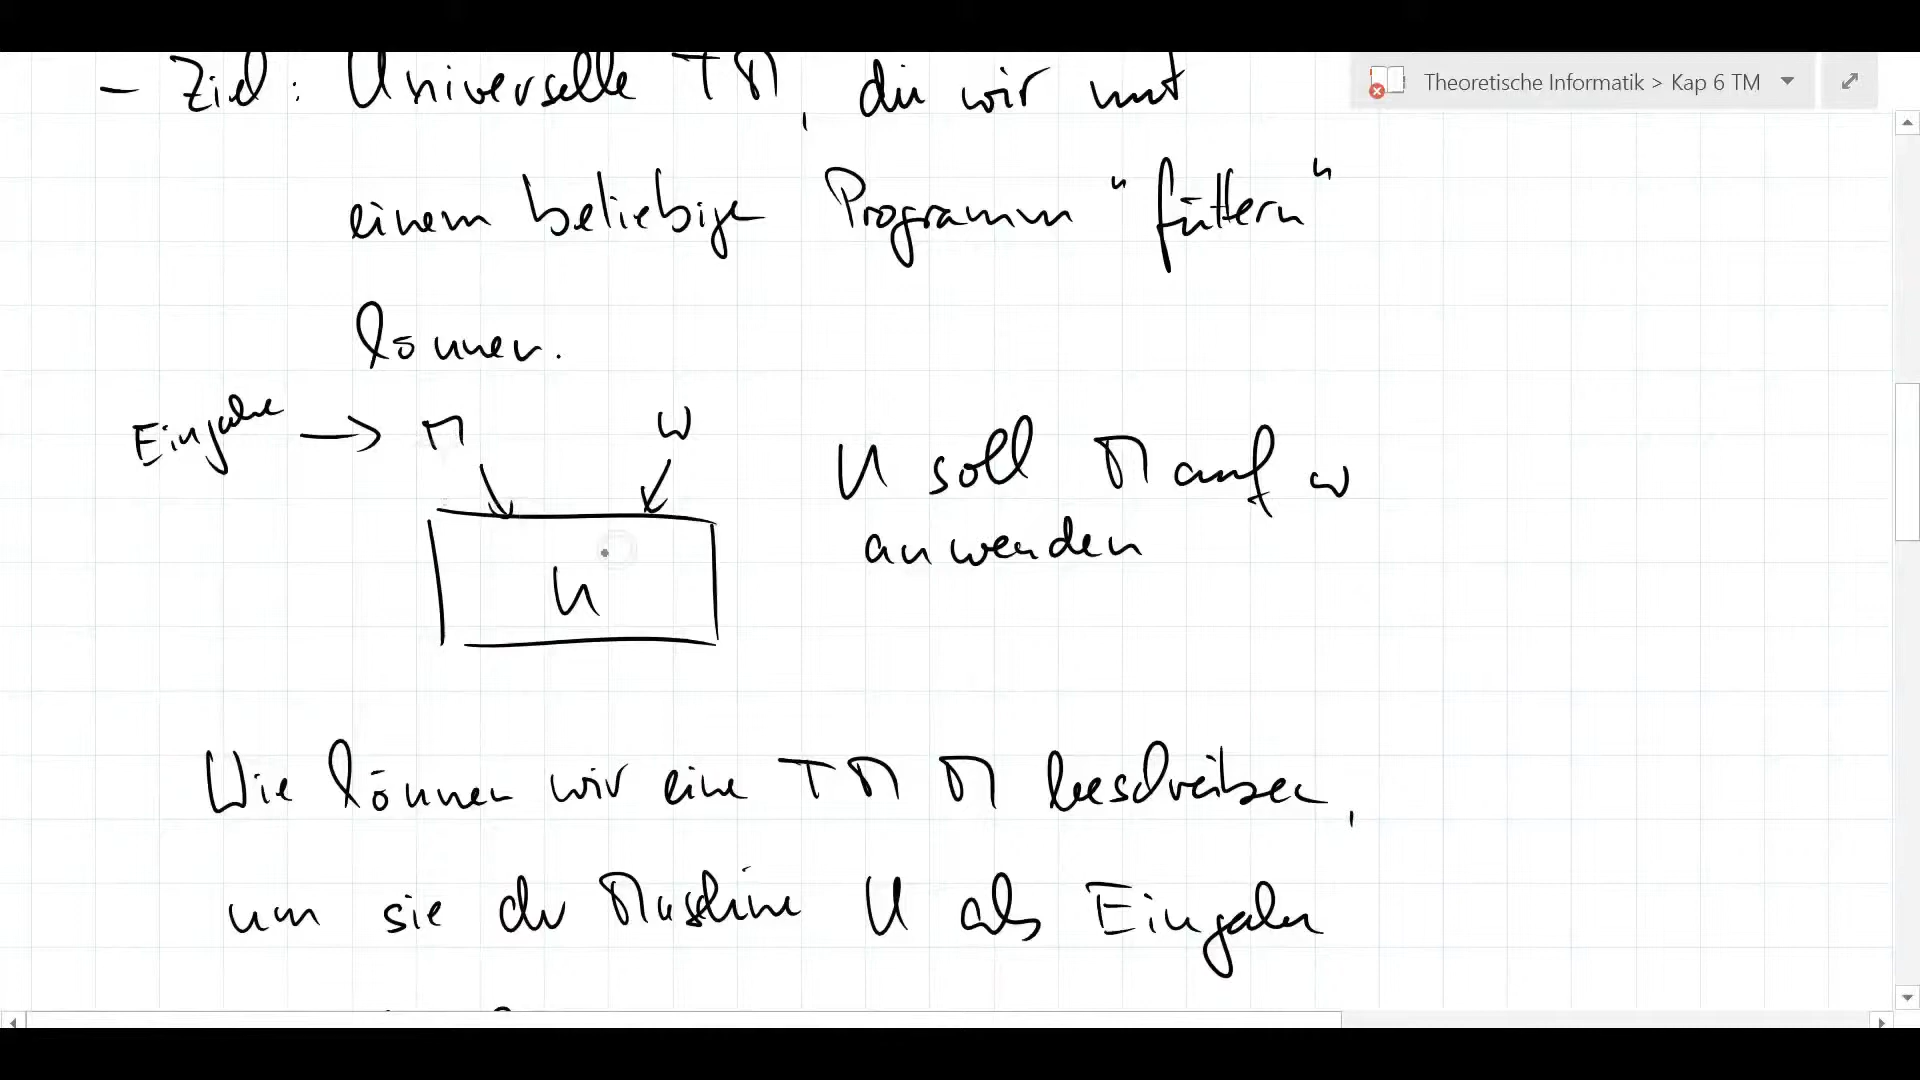 - Ziel: Universelle TM, die wir mit
Theoretische Informatik > Kap 6 TM
einem beliebigen Programm "füttern"
können.
Eingabe → M w
U soll M auf w
anwenden
U
Wie können wir eine TM M beschreiben,
um sie der Maschine U als Eingabe